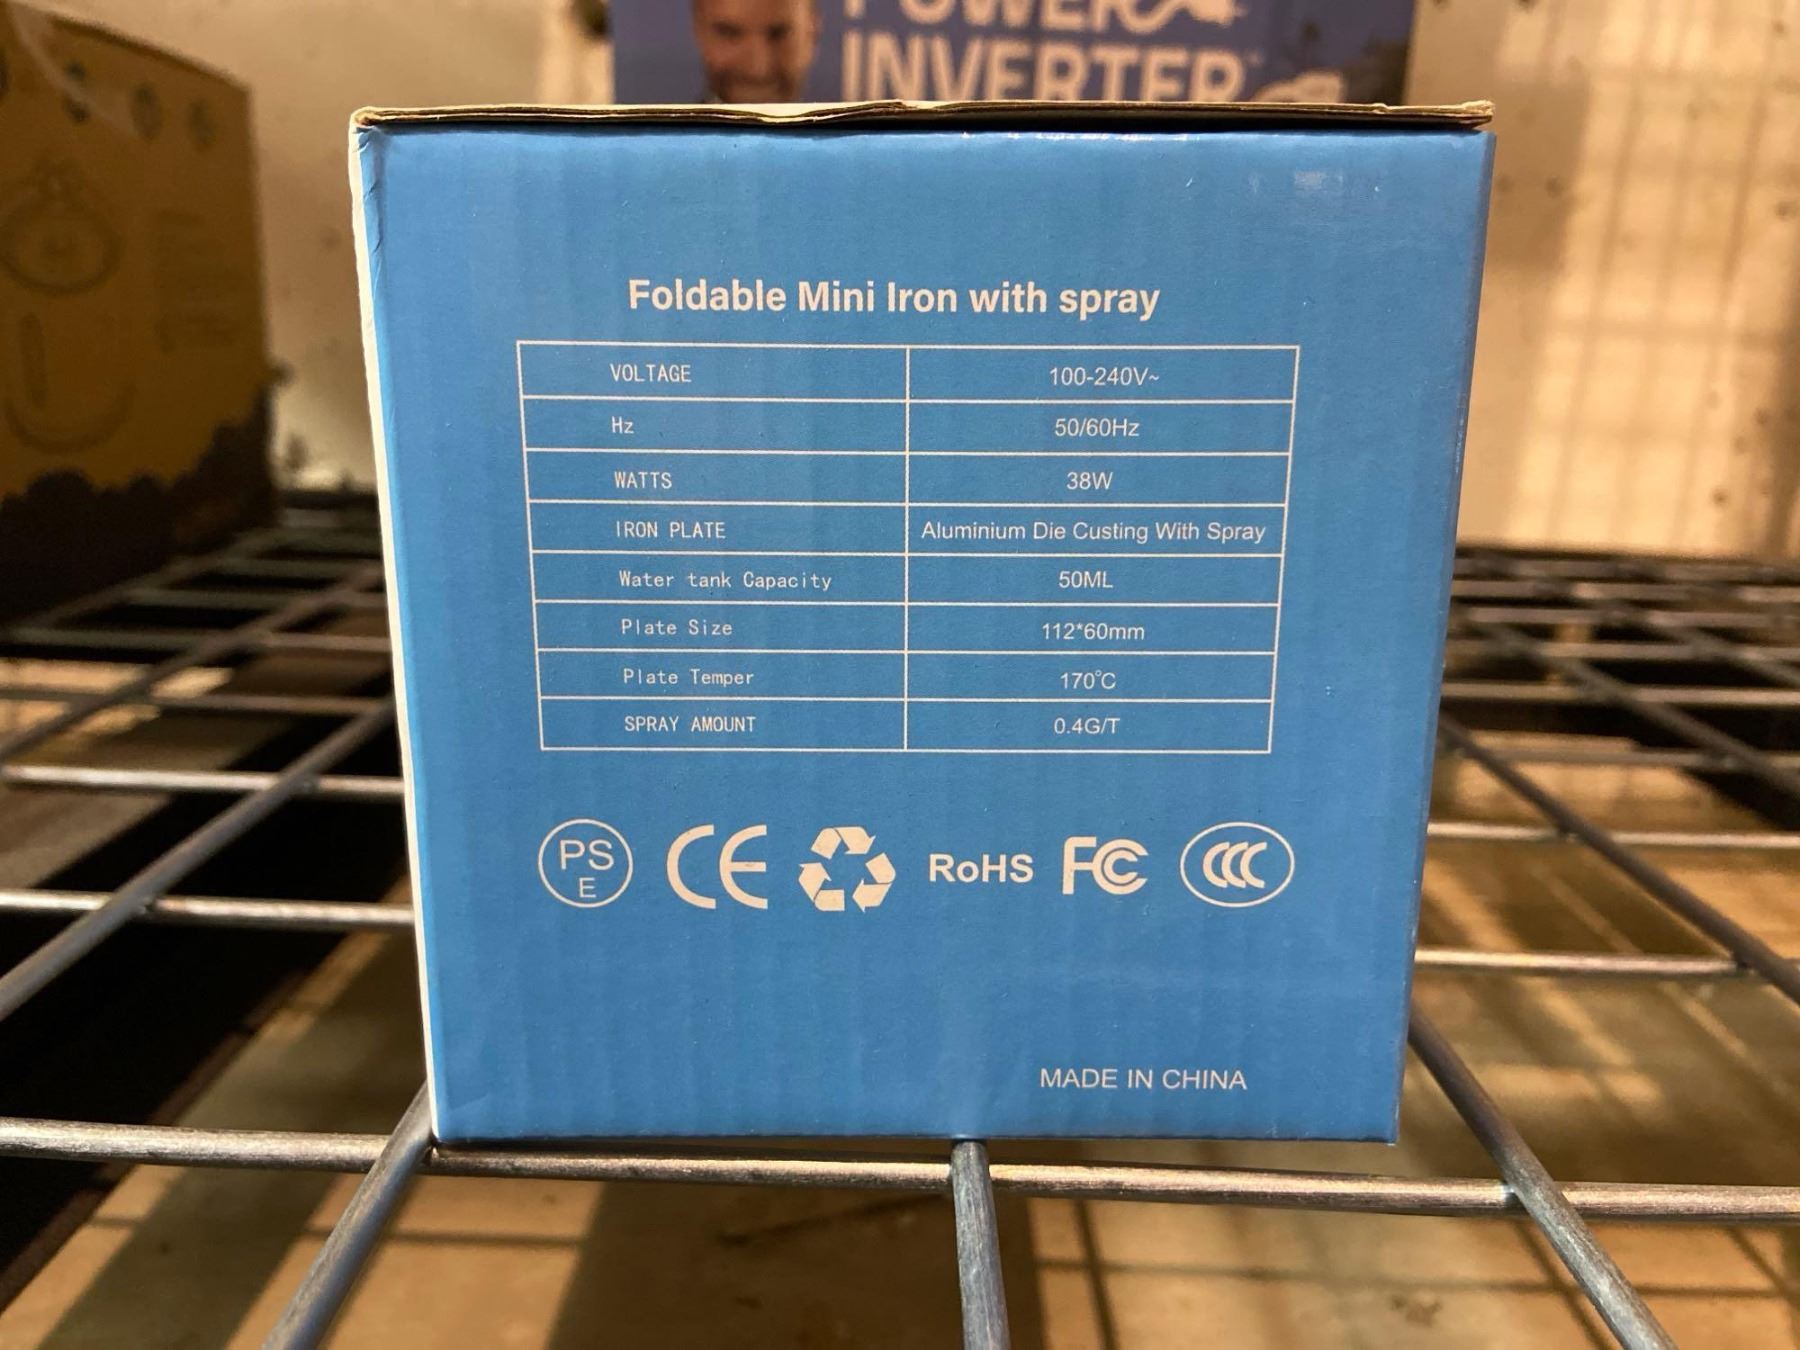 POWER
INVERTER
Foldable Mini Iron with spray
VOLTAGE 100-240V~
Hz 50/60Hz
WATTS 38W
IRON PLATE Aluminium Die Custing With Spray
Water tank Capacity 50ML
Plate Size 112*60mm
Plate Temper 170℃
SPRAY AMOUNT 0.4G/T
PS E CE RoHS FC CCC
MADE IN CHINA